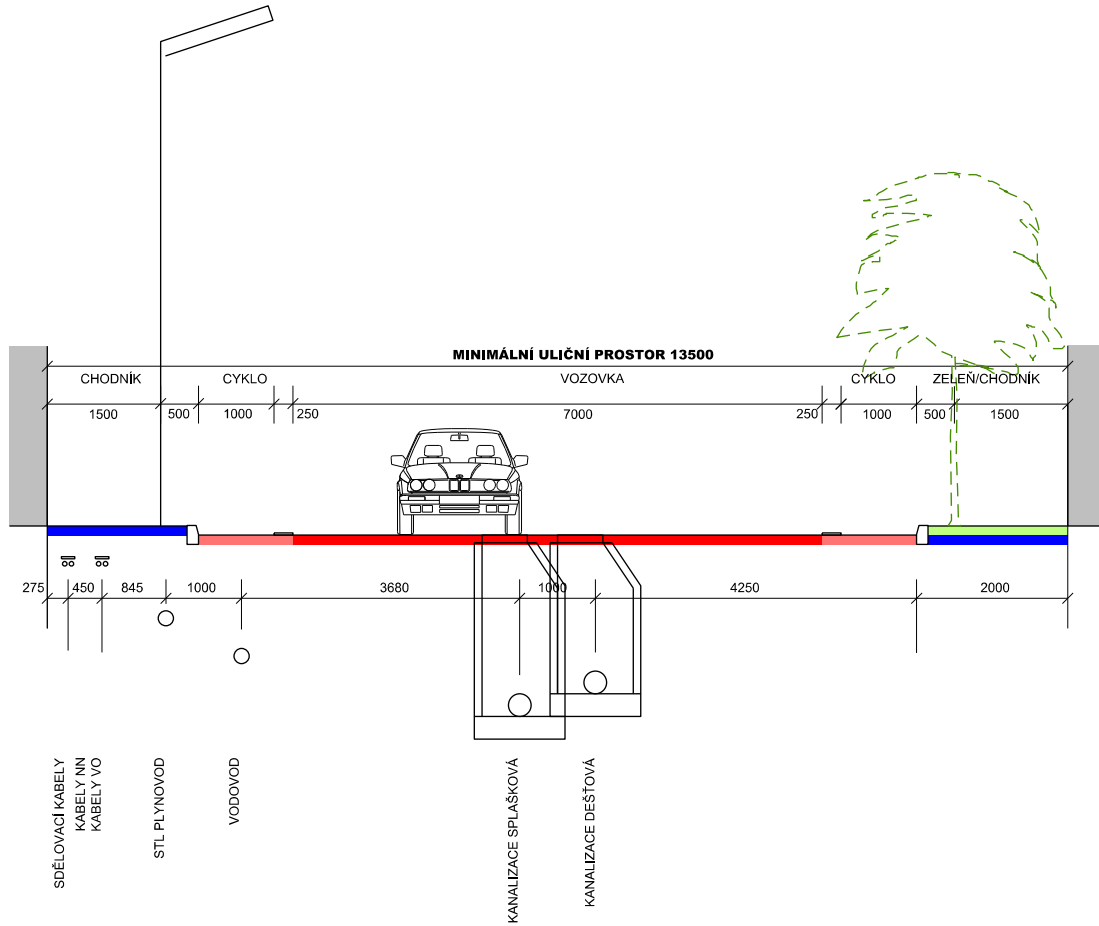 MINIMÁLNÍ ULIČNÍ PROSTOR 13500
CHODNÍK CYKLO VOZOVKA CYKLO ZELEŇ/CHODNÍK
1500 500 1000 250 7000 250 1000 500 1500
275 450 845 1000 3680 1000 4250 2000
SDĚLOVACÍ KABELY
KABELY NN
KABELY VO
STL PLYNOVOD
VODOVOD
KANALIZACE SPLAŠKOVÁ
KANALIZACE DEŠŤOVÁ